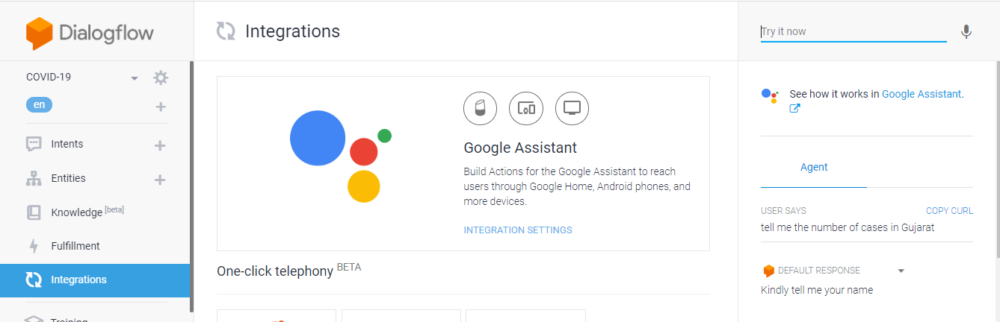 Dialogflow
COVID-19
en
Intents
Entities
Knowledge [beta]
Fulfillment
Integrations
Training
Integrations
Google Assistant
Build Actions for the Google Assistant to reach
users through Google Home, Android phones, and
more devices.
INTEGRATION SETTINGS
One-click telephony BETA
Try it now
See how it works in Google Assistant.
Agent
USER SAYS COPY CURL
tell me the number of cases in Gujarat
DEFAULT RESPONSE
Kindly tell me your name